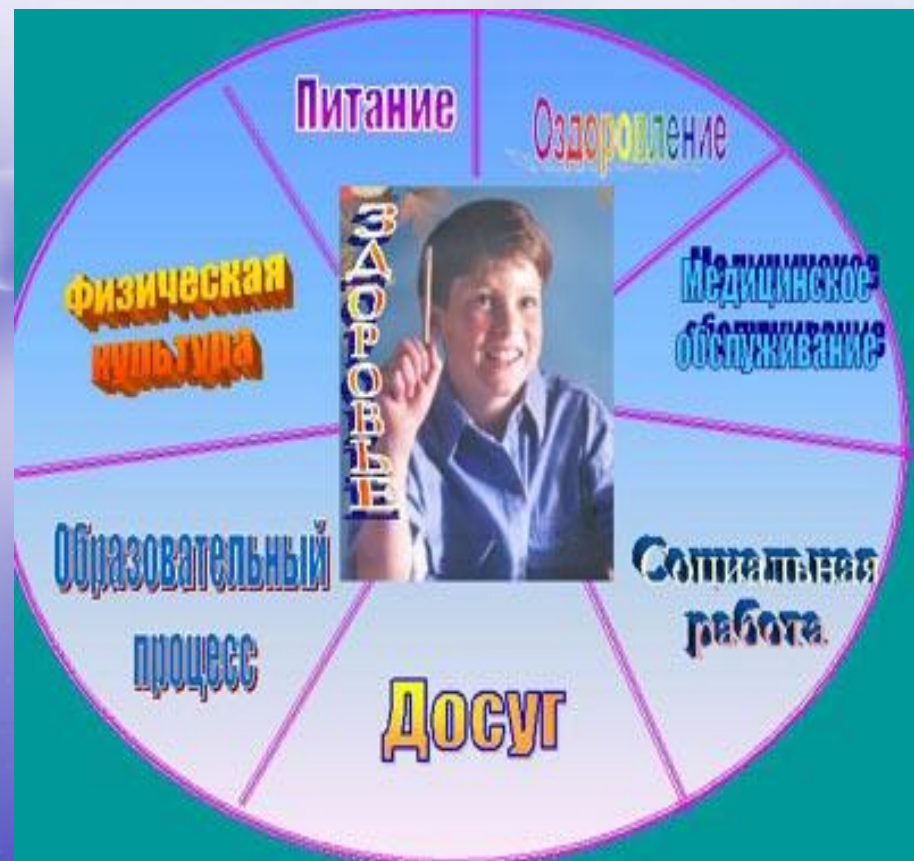 Питание
Оздоровление
ЗДОРОВЬЕ
Физическая
культура
Медицинское
обслуживание
Образовательный
процесс
Социальная
работа
Досуг